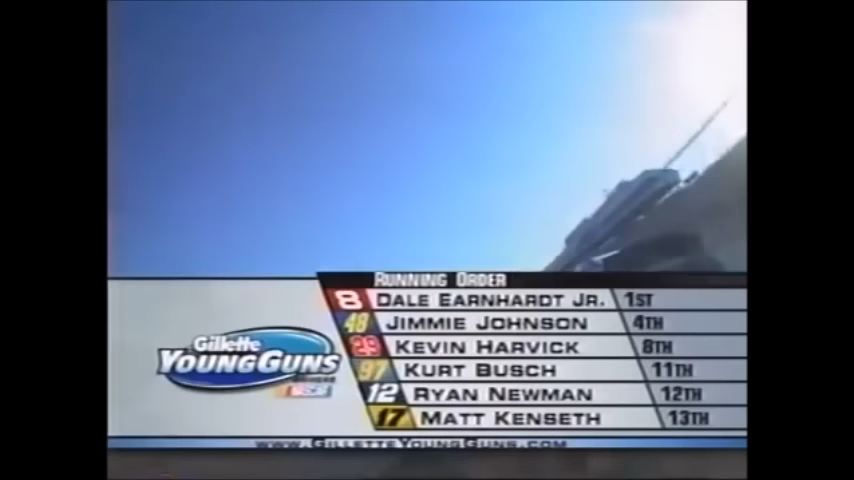 RUNNING ORDER
8 DALE EARNHARDT JR. 1ST
48 JIMMIE JOHNSON 4TH
29 KEVIN HARVICK 8TH
97 KURT BUSCH 11TH
12 RYAN NEWMAN 12TH
17 MATT KENSETH 13TH
Gillette
YOUNGGUNS
NASCAR
WWW.GILLETTEYOUNGGUNS.COM